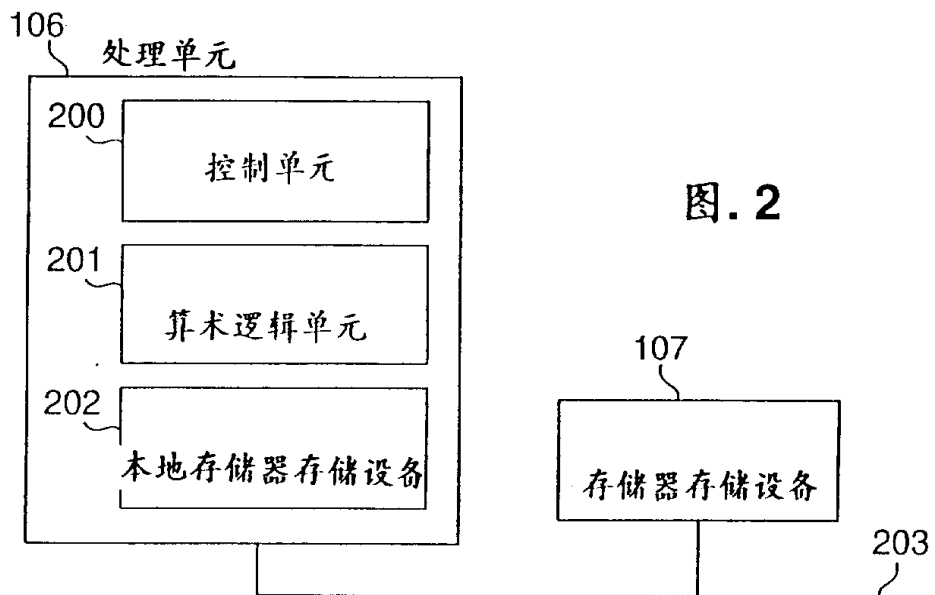 106
处理单元
200
控制单元
图. 2
201
算术逻辑单元
107
202
本地存储器存储设备
存储器存储设备
203